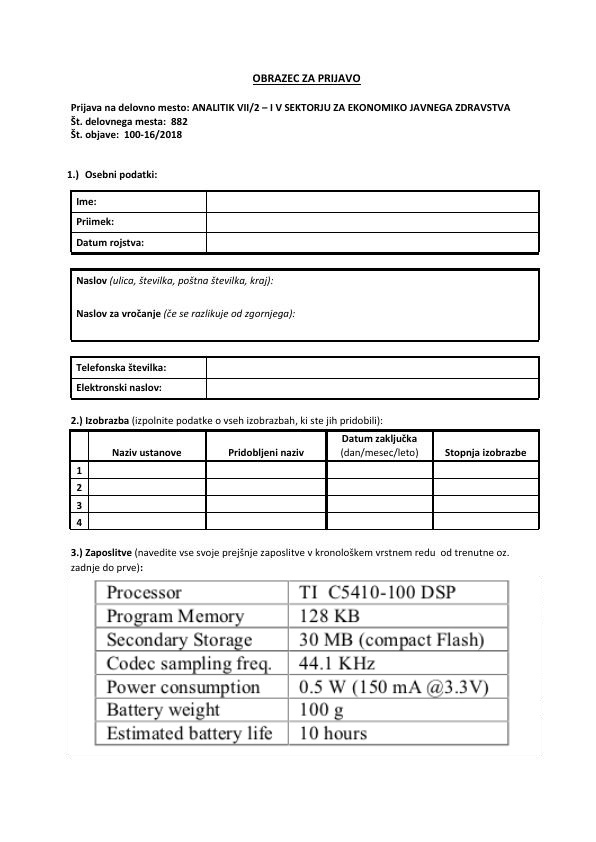 OBRAZEC ZA PRIJAVO
Prijava na delovno mesto: ANALITIK VII/2 – I V SEKTORJU ZA EKONOMIKO JAVNEGA ZDRAVSTVA
Št. delovnega mesta: 882
Št. objave: 100-16/2018
1.) Osebni podatki:
Ime:
Priimek:
Datum rojstva:
Naslov (ulica, številka, poštna številka, kraj):
Naslov za vročanje (če se razlikuje od zgornjega):
Telefonska številka:
Elektronski naslov:
2.) Izobrazba (izpolnite podatke o vseh izobrazbah, ki ste jih pridobili):
Naziv ustanove Pridobljeni naziv Datum zaključka (dan/mesec/leto) Stopnja izobrazbe
1
2
3
4
3.) Zaposlitve (navedite vse svoje prejšnje zaposlitve v kronološkem vrstnem redu od trenutne oz.
zadnje do prve):
Processor TI C5410-100 DSP
Program Memory 128 KB
Secondary Storage 30 MB (compact Flash)
Codec sampling freq. 44.1 KHz
Power consumption 0.5 W (150 mA @3.3V)
Battery weight 100 g
Estimated battery life 10 hours